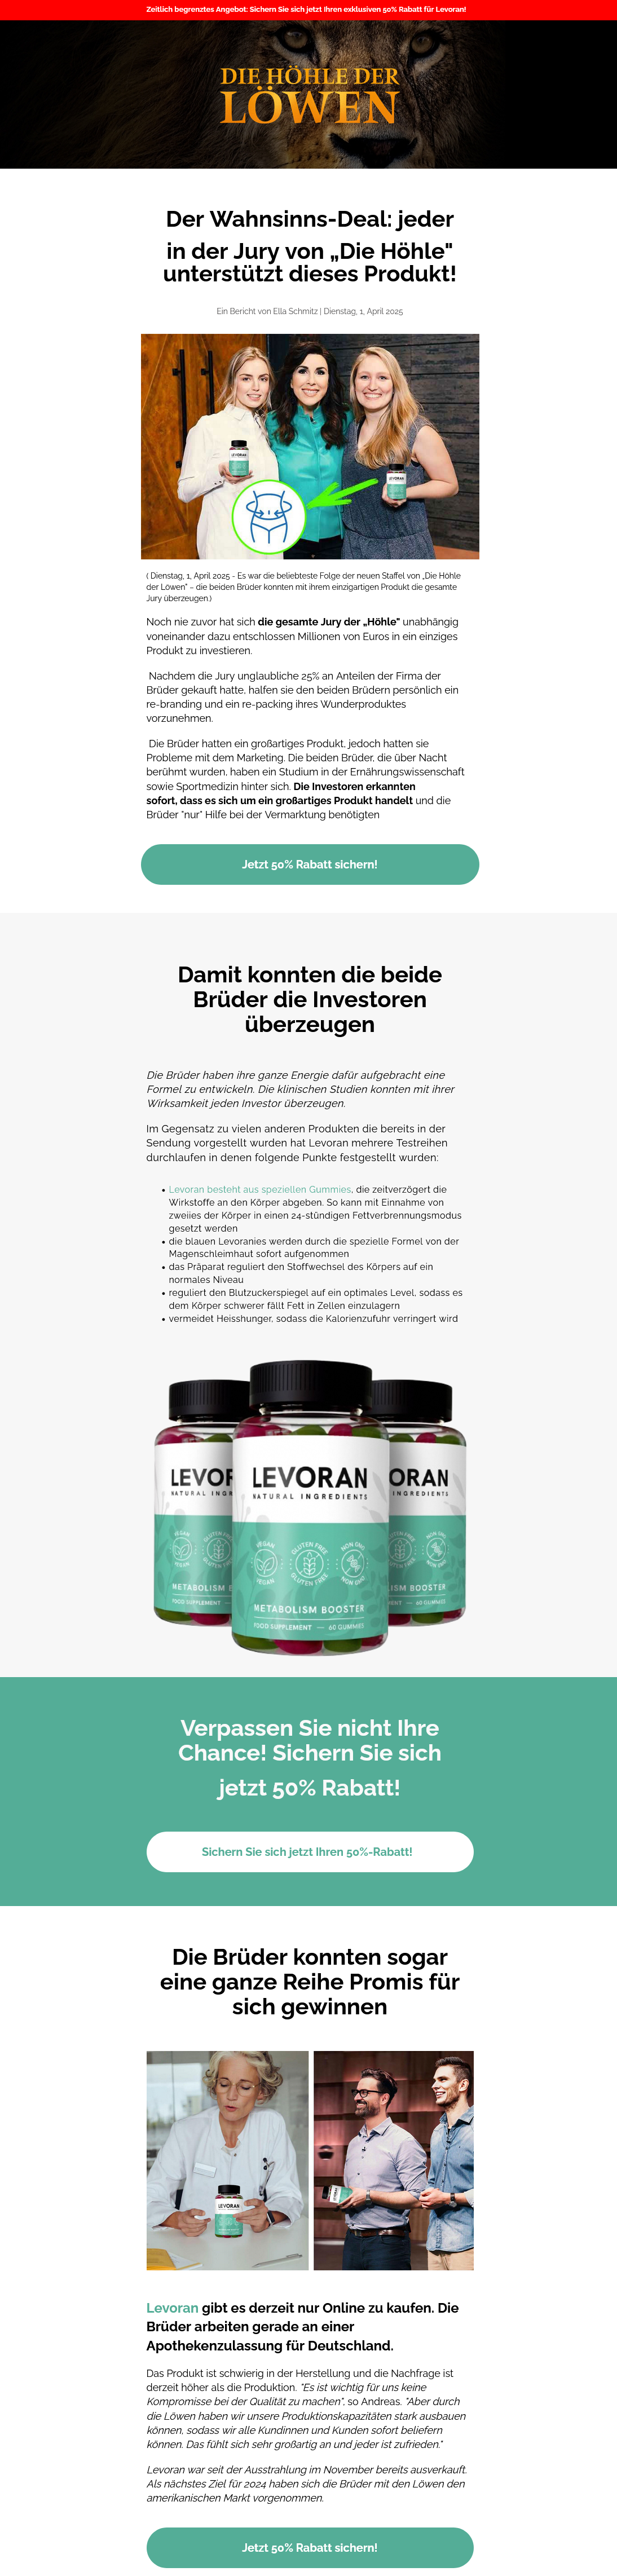 Zeitlich begrenztes Angebot: Sichern Sie sich jetzt Ihren exklusiven 50% Rabatt für Levoran!
DIE HÖHLE DER
LÖWEN
Der Wahnsinns-Deal: jeder
in der Jury von „Die Höhle"
unterstützt dieses Produkt!
Ein Bericht von Ella Schmitz | Dienstag, 1, April 2025
LEVORAN
LEVORAN
( Dienstag, 1, April 2025 - Es war die beliebteste Folge der neuen Staffel von „Die Höhle
der Löwen" – die beiden Brüder konnten mit ihrem einzigartigen Produkt die gesamte
Jury überzeugen.)
Noch nie zuvor hat sich die gesamte Jury der „Höhle" unabhängig
voneinander dazu entschlossen Millionen von Euros in ein einziges
Produkt zu investieren.
Nachdem die Jury unglaubliche 25% an Anteilen der Firma der
Brüder gekauft hatte, halfen sie den beiden Brüdern persönlich ein
re-branding und ein re-packing ihres Wunderproduktes
vorzunehmen.
Die Brüder hatten ein großartiges Produkt, jedoch hatten sie
Probleme mit dem Marketing. Die beiden Brüder, die über Nacht
berühmt wurden, haben ein Studium in der Ernährungswissenschaft
sowie Sportmedizin hinter sich. Die Investoren erkannten
sofort, dass es sich um ein großartiges Produkt handelt und die
Brüder "nur" Hilfe bei der Vermarktung benötigten
Jetzt 50% Rabatt sichern!
Damit konnten die beide
Brüder die Investoren
überzeugen
Die Brüder haben ihre ganze Energie dafür aufgebracht eine
Formel zu entwickeln. Die klinischen Studien konnten mit ihrer
Wirksamkeit jeden Investor überzeugen.
Im Gegensatz zu vielen anderen Produkten die bereits in der
Sendung vorgestellt wurden hat Levoran mehrere Testreihen
durchlaufen in denen folgende Punkte festgestellt wurden:
• Levoran besteht aus speziellen Gummies, die zeitverzögert die
Wirkstoffe an den Körper abgeben. So kann mit Einnahme von
zweiies der Körper in einen 24-stündigen Fettverbrennungsmodus
gesetzt werden
• die blauen Levoranies werden durch die spezielle Formel von der
Magenschleimhaut sofort aufgenommen
• das Präparat reguliert den Stoffwechsel des Körpers auf ein
normales Niveau
• reguliert den Blutzuckerspiegel auf ein optimales Level, sodass es
dem Körper schwerer fällt Fett in Zellen einzulagern
• vermeidet Heisshunger, sodass die Kalorienzufuhr verringert wird
LEVOR LEVORAN ORAN
NATURAL INGREDIENTS
VEGAN GLUTEN FREE NON GMO
VEGAN GLUTEN FREE NON GMO
METABOLISM BOOSTER
FOOD SUPPLEMENT — 60 GUMMIES
Verpassen Sie nicht Ihre
Chance! Sichern Sie sich
jetzt 50% Rabatt!
Sichern Sie sich jetzt Ihren 50%-Rabatt!
Die Brüder konnten sogar
eine ganze Reihe Promis für
sich gewinnen
LEVORAN
LEVORAN
Levoran gibt es derzeit nur Online zu kaufen. Die
Brüder arbeiten gerade an einer
Apothekenzulassung für Deutschland.
Das Produkt ist schwierig in der Herstellung und die Nachfrage ist
derzeit höher als die Produktion. "Es ist wichtig für uns keine
Kompromisse bei der Qualität zu machen", so Andreas. "Aber durch
die Löwen haben wir unsere Produktionskapazitäten stark ausbauen
können, sodass wir alle Kundinnen und Kunden sofort beliefern
können. Das fühlt sich sehr großartig an und jeder ist zufrieden."
Levoran war seit der Ausstrahlung im November bereits ausverkauft.
Als nächstes Ziel für 2024 haben sich die Brüder mit den Löwen den
amerikanischen Markt vorgenommen.
Jetzt 50% Rabatt sichern!